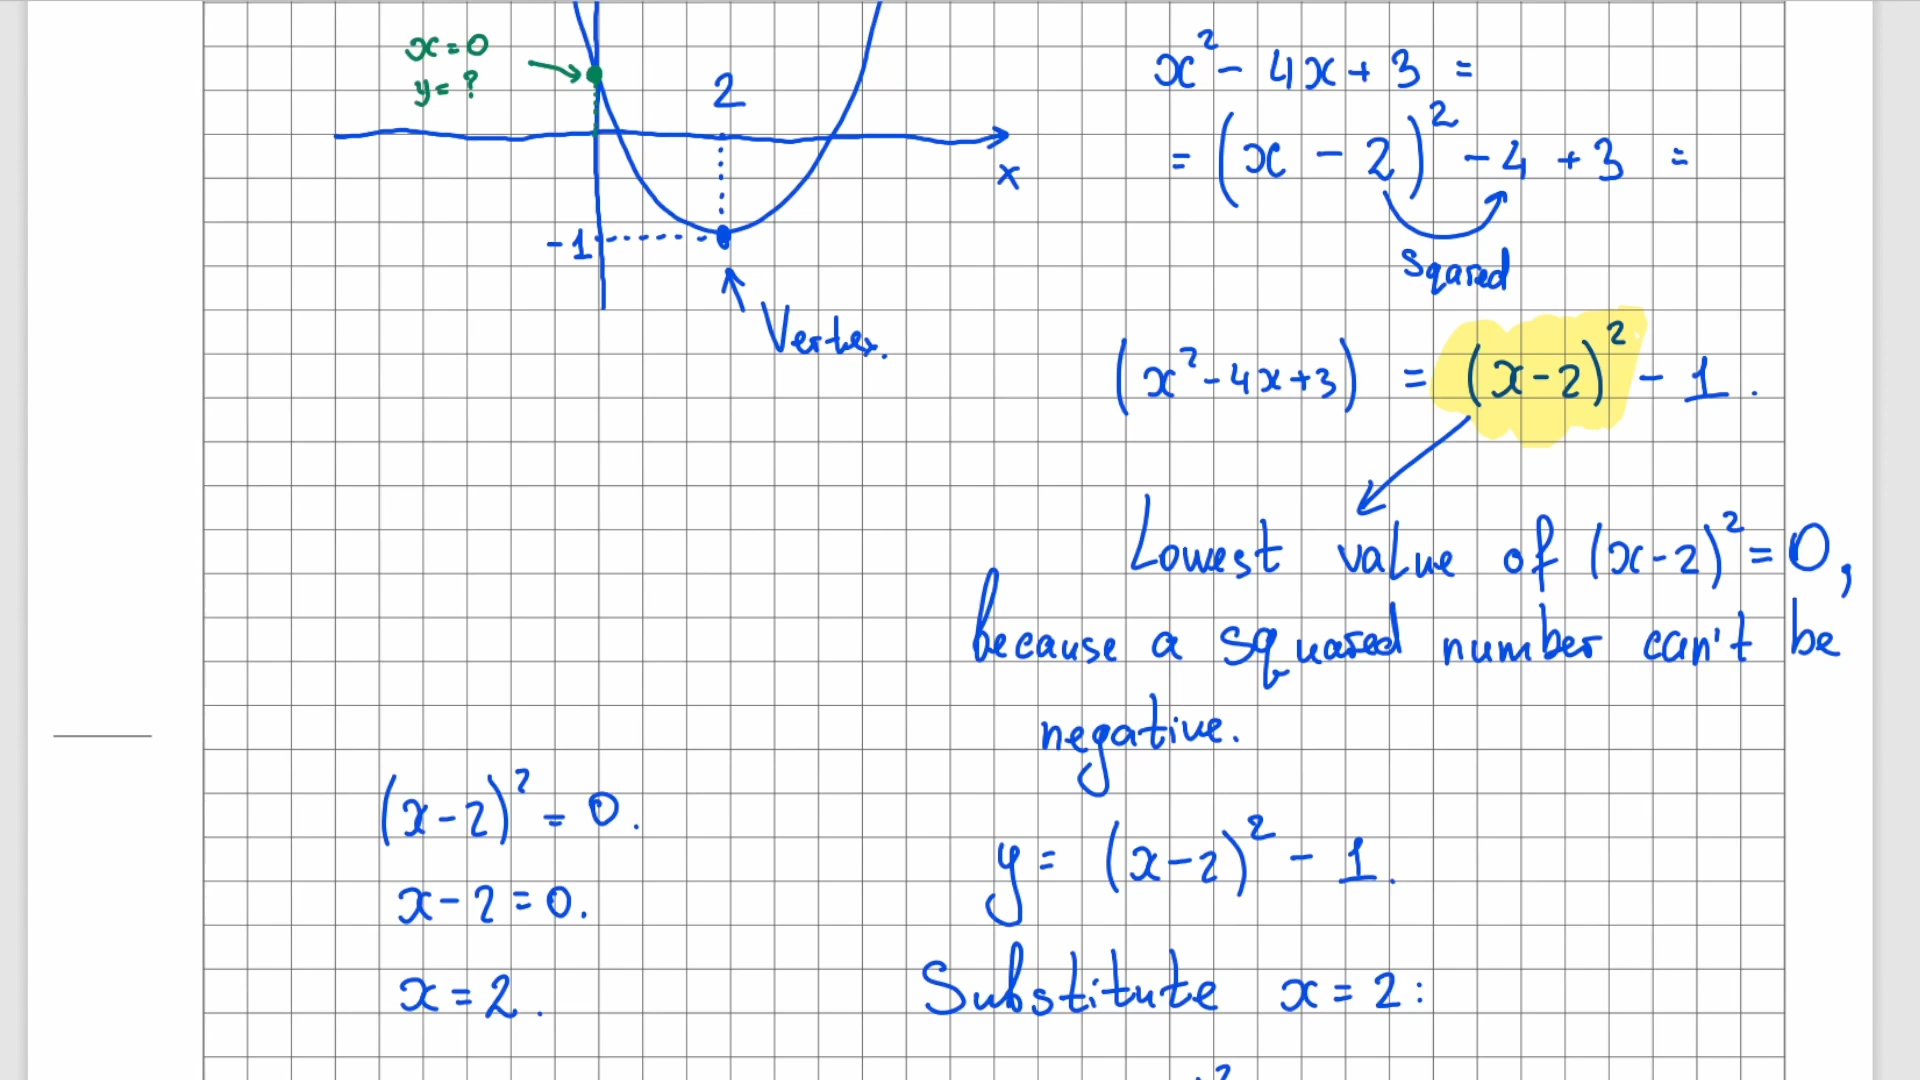 x = 0
y = ?
2
x
-1
Vertex.
x² - 4x + 3 =
= (x - 2)² - 4 + 3 =
Sqared
(x² - 4x + 3) = (x - 2)² - 1.
Lowest value of (x - 2)² = 0,
because a squared number can't be
negative.
(x - 2)² = 0.
x - 2 = 0.
x = 2.
y = (x - 2)² - 1.
Substitute x = 2: